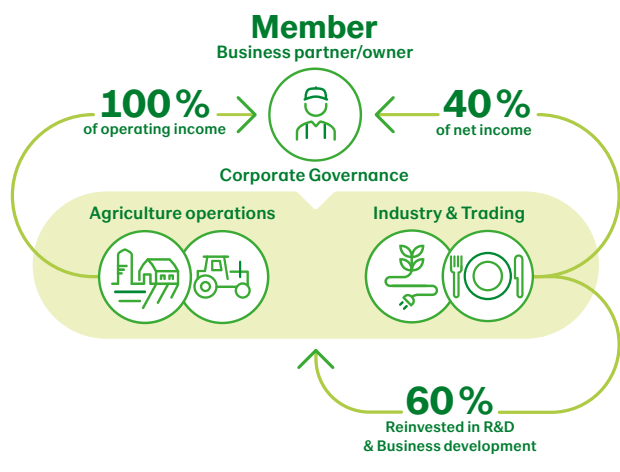 Member
Business partner/owner
100 %
of operating income
40 %
of net income
Corporate Governance
Agriculture operations
Industry & Trading
60 %
Reinvested in R&D
& Business development